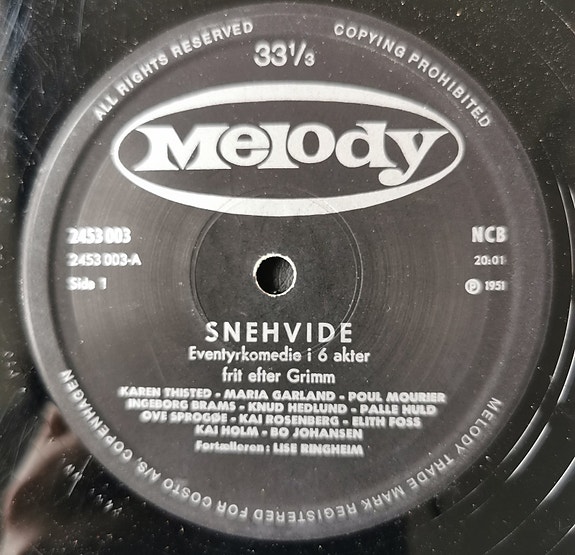 ALL RIGHTS RESERVED
COPYING PROHIBITED
33 1/3
Melody
2453 003
NCB
2453 003-A
20:01
Side 1
℗ 1951
SNEHVIDE
Eventyrkomedie i 6 akter
frit efter Grimm
KAREN THISTED - MARIA GARLAND - POUL MOURIER
INGEBORG BRAMS - KNUD HEDLUND - PALLE HULD
OVE SPROGØE - KAI ROSENBERG - ELITH FOSS
KAI HOLM - BO JOHANSEN
Fortælleren: LISE RINGHEIM
MELODY TRADE MARK REGISTERED FOR COSTO A/S, COPENHAGEN